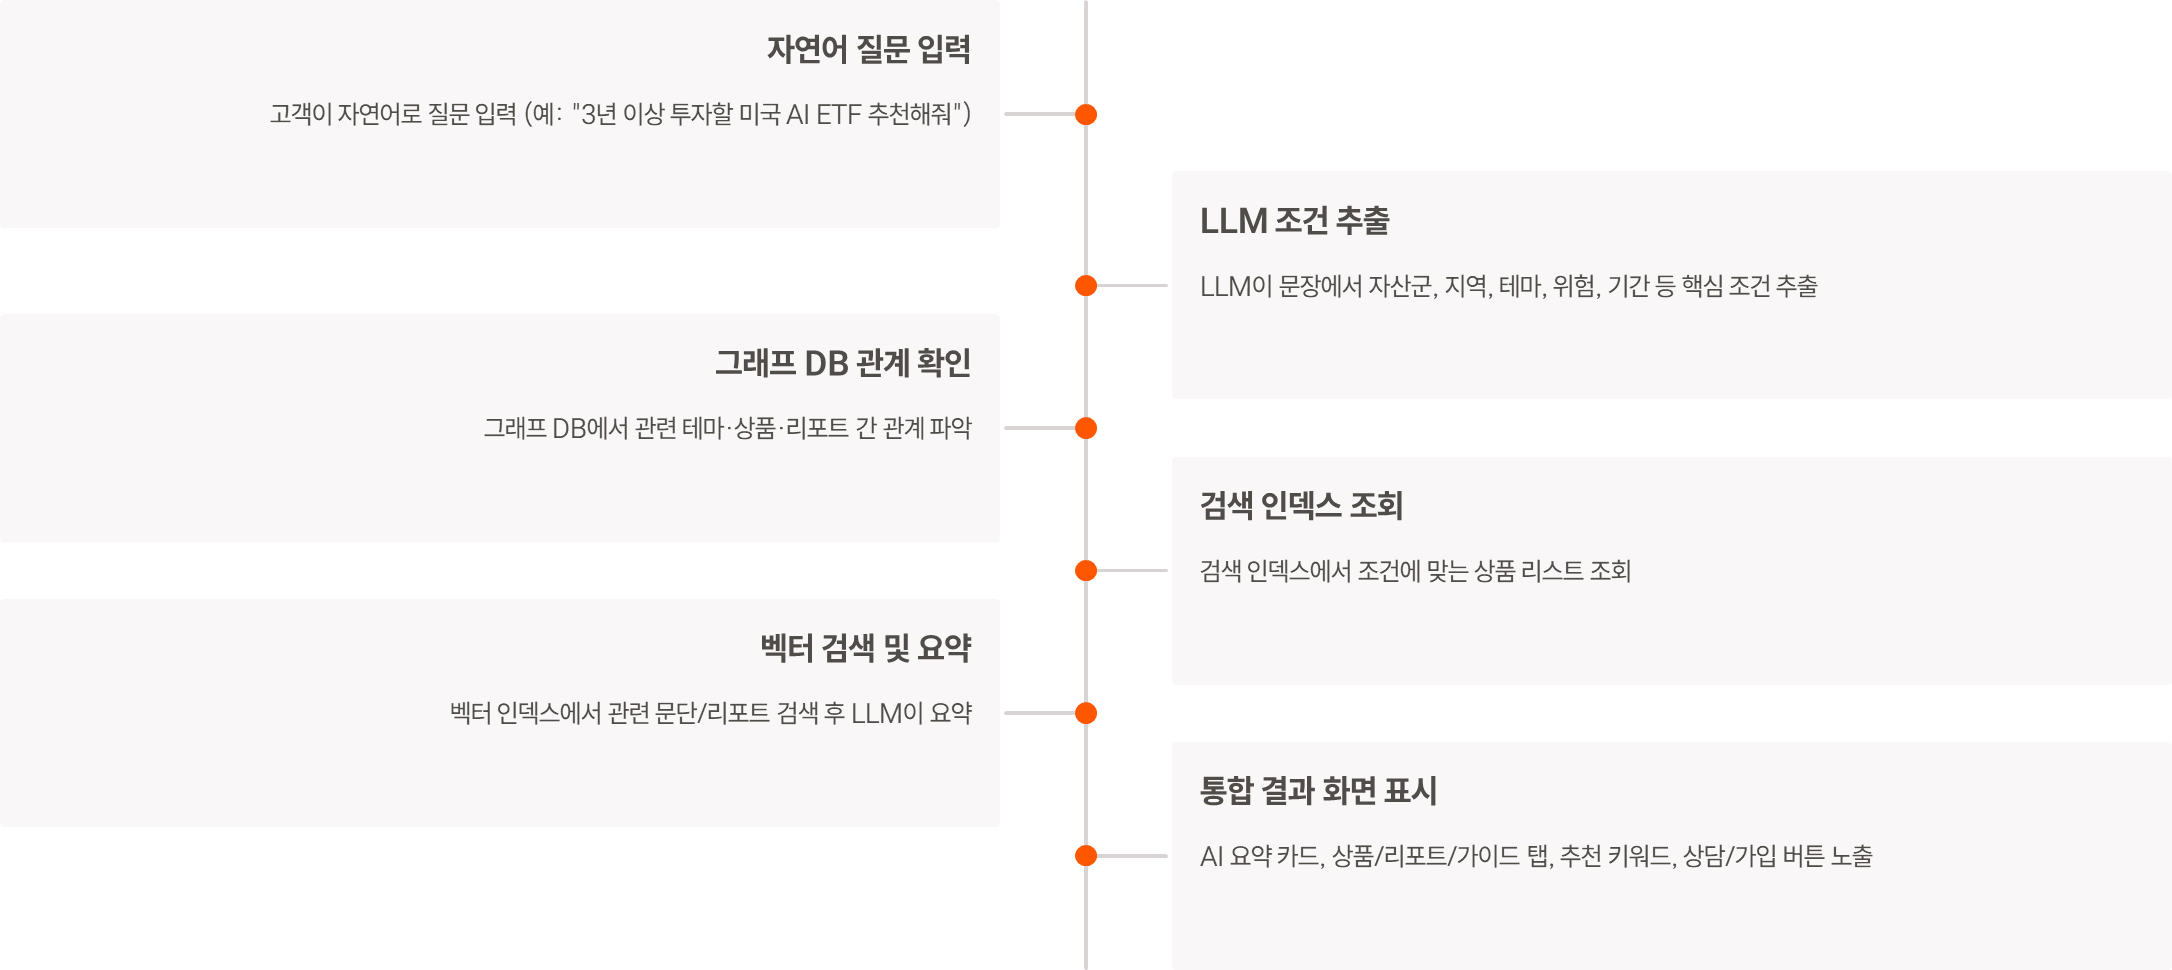 자연어 질문 입력
고객이 자연어로 질문 입력 (예: "3년 이상 투자할 미국 AI ETF 추천해줘")
LLM 조건 추출
LLM이 문장에서 자산군, 지역, 테마, 위험, 기간 등 핵심 조건 추출
그래프 DB 관계 확인
그래프 DB에서 관련 테마·상품·리포트 간 관계 파악
검색 인덱스 조회
검색 인덱스에서 조건에 맞는 상품 리스트 조회
벡터 검색 및 요약
벡터 인덱스에서 관련 문단/리포트 검색 후 LLM이 요약
통합 결과 화면 표시
AI 요약 카드, 상품/리포트/가이드 탭, 추천 키워드, 상담/가입 버튼 노출